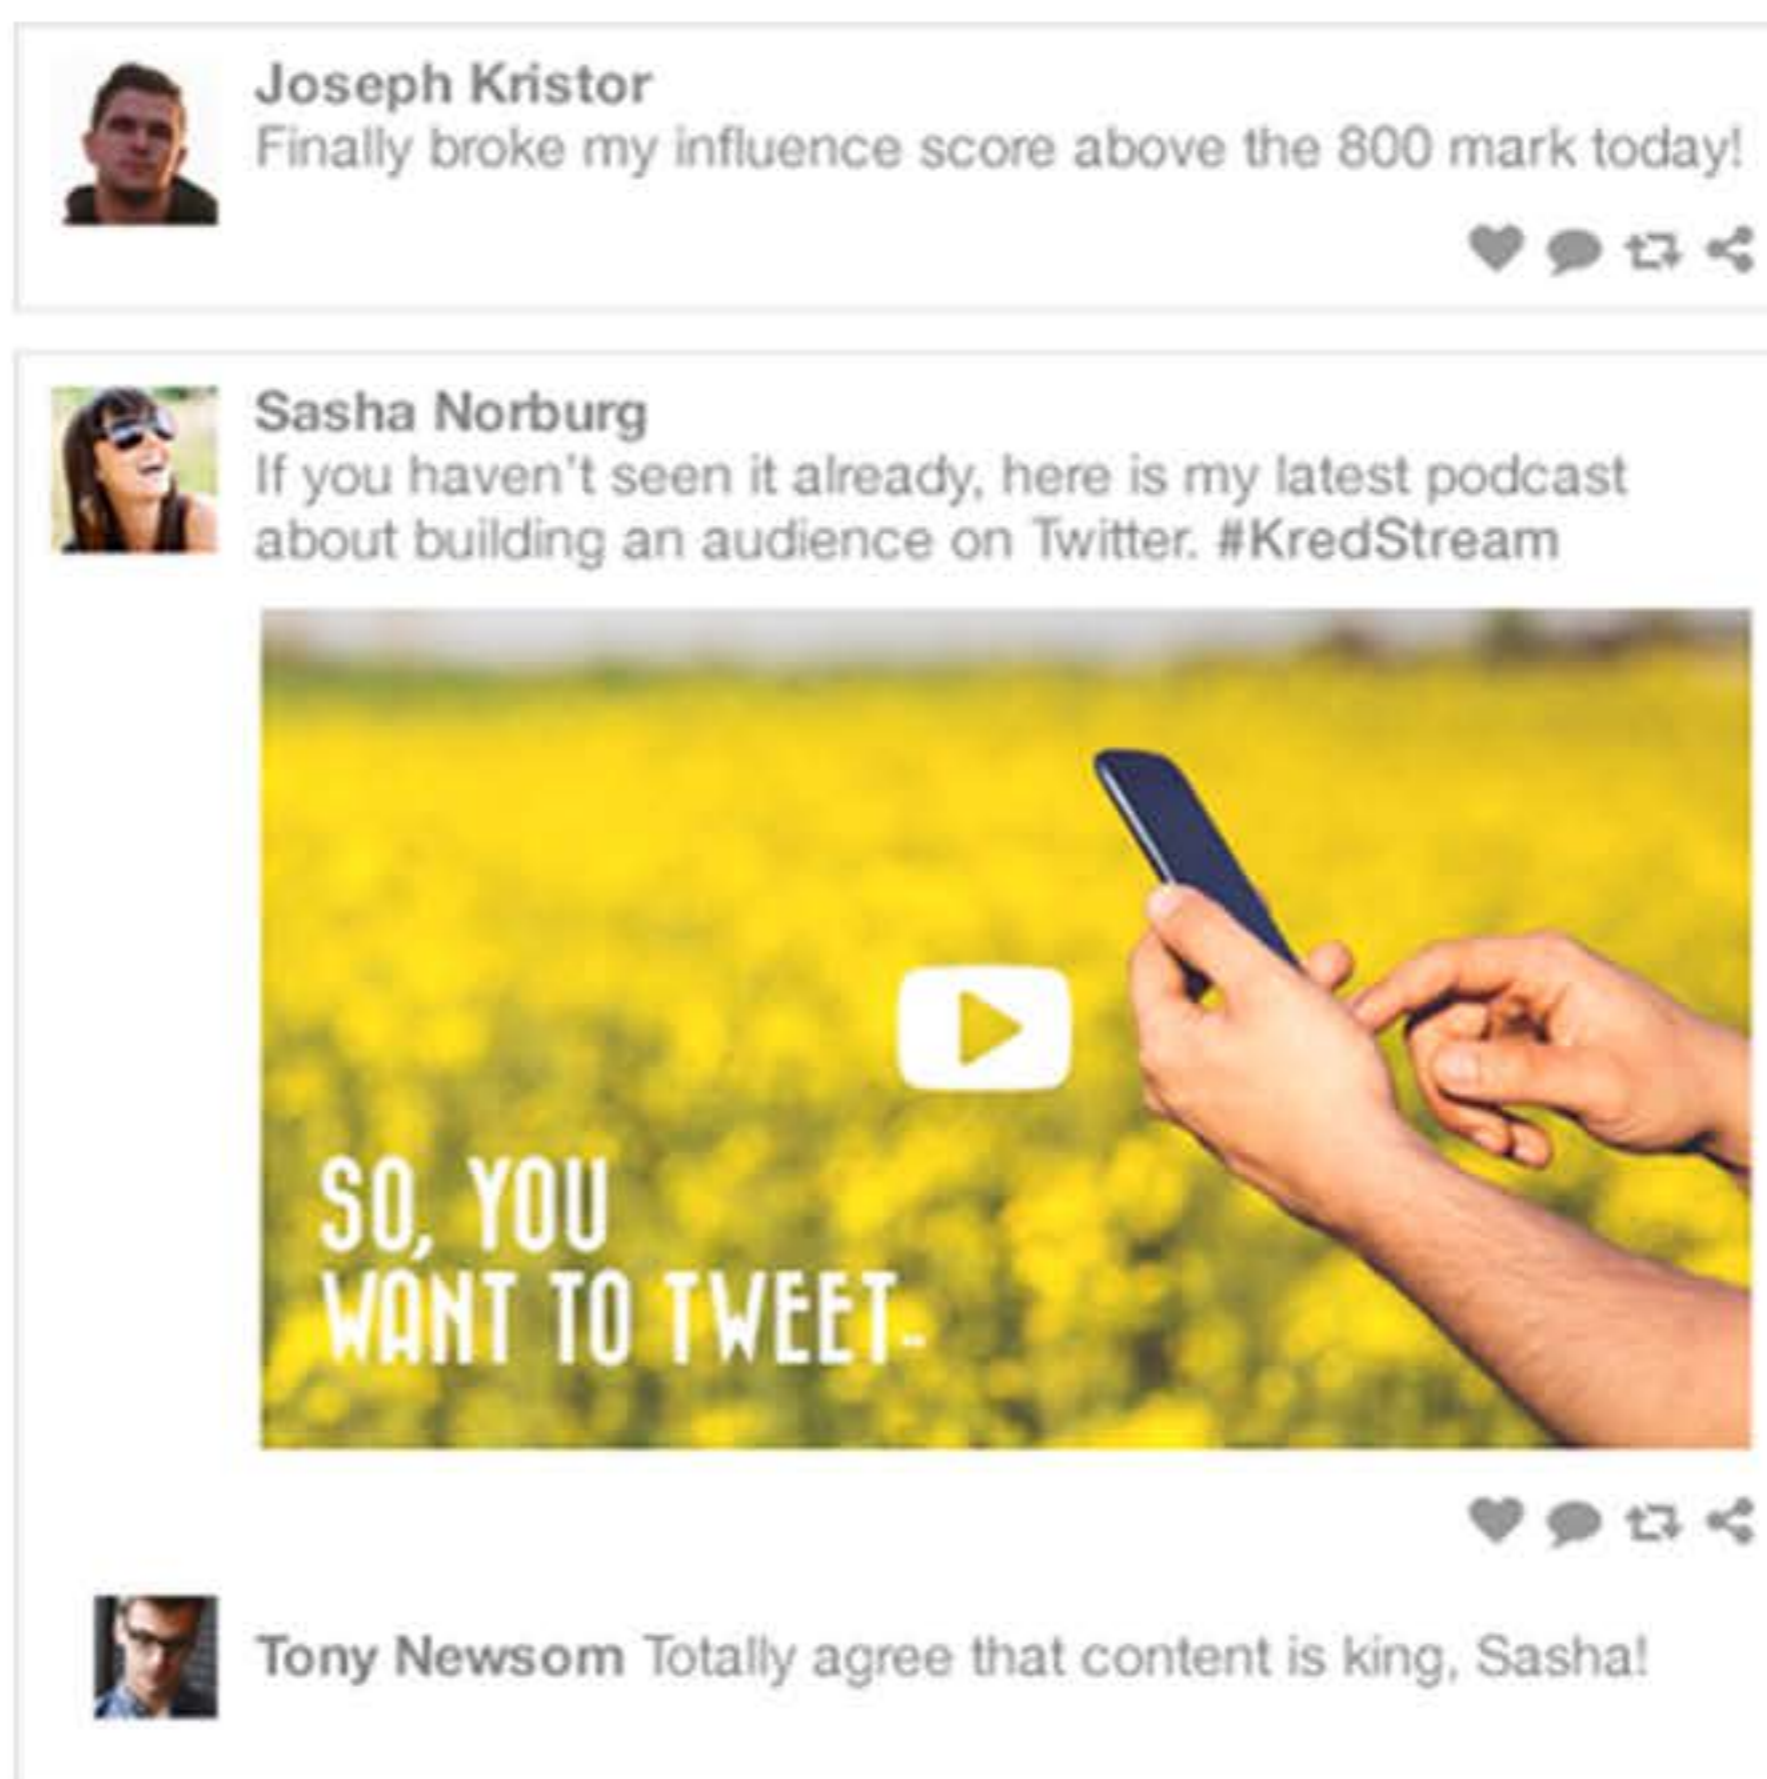 Joseph Kristor
Finally broke my influence score above the 800 mark today!
Sasha Norburg
If you haven't seen it already, here is my latest podcast
about building an audience on Twitter. #KredStream
SO, YOU
WANT TO TWEET...
Tony Newsom Totally agree that content is king, Sasha!